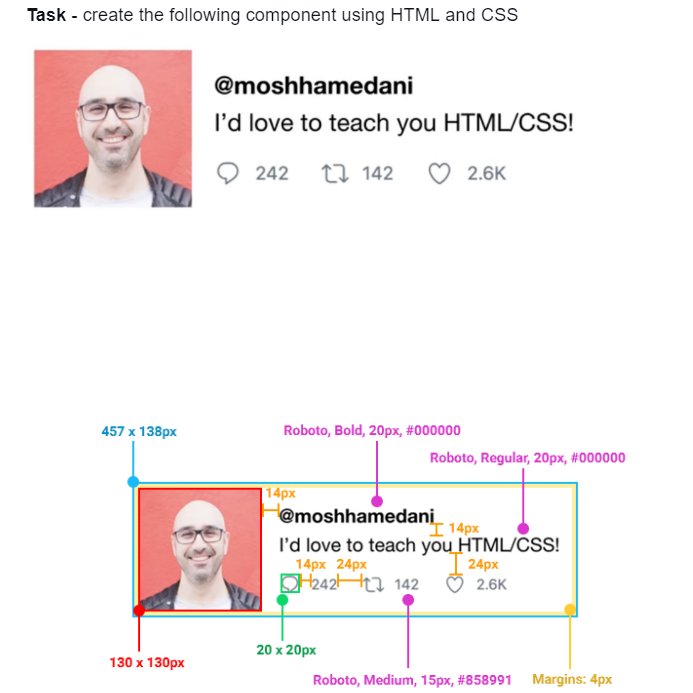 Task - create the following component using HTML and CSS
@moshhamedani
I’d love to teach you HTML/CSS!
242 142 2.6K
457 x 138px
Roboto, Bold, 20px, #000000
Roboto, Regular, 20px, #000000
14px
@moshhamedani
14px
I’d love to teach you HTML/CSS!
14px 24px 24px
242 142 2.6K
20 x 20px
130 x 130px
Roboto, Medium, 15px, #858991
Margins: 4px